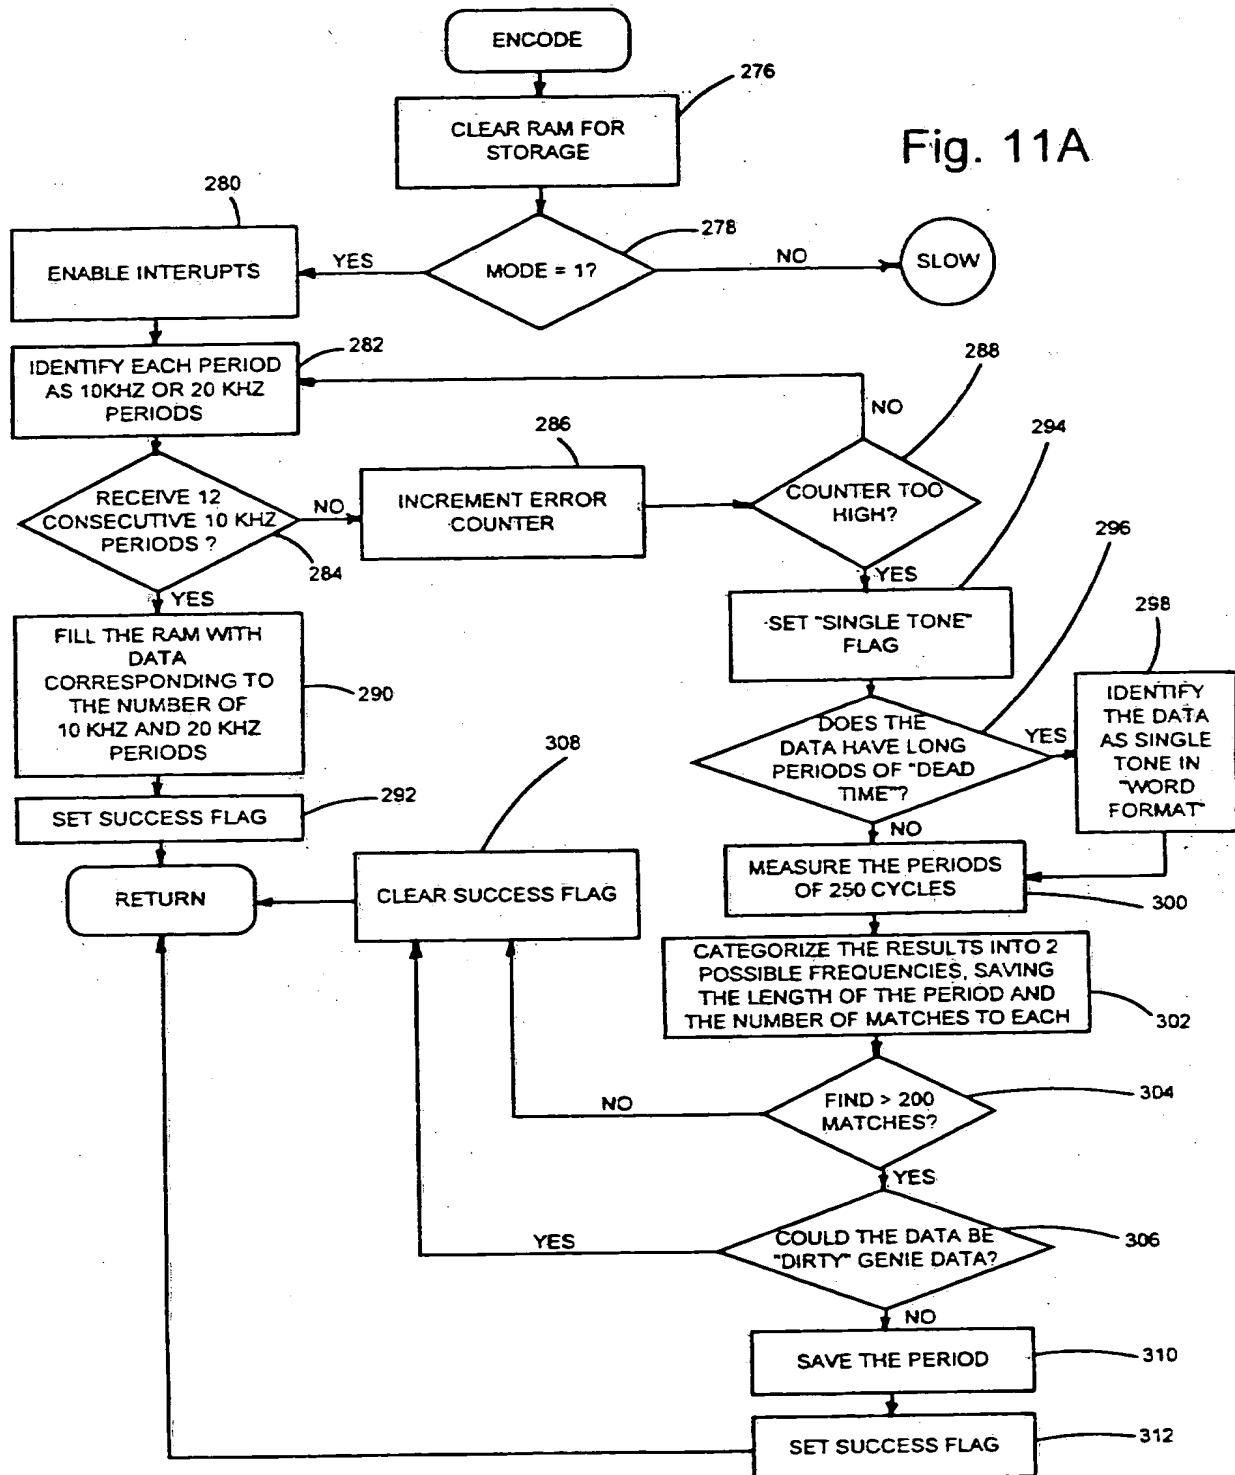 ENCODE
276
CLEAR RAM FOR
STORAGE
Fig. 11A
280
278
ENABLE INTERUPTS
YES
MODE = 1?
NO
SLOW
282
IDENTIFY EACH PERIOD
AS 10KHZ OR 20 KHZ
PERIODS
288
NO
286
294
RECEIVE 12
CONSECUTIVE 10 KHZ
PERIODS ?
NO
INCREMENT ERROR
COUNTER
COUNTER TOO
HIGH?
284
296
YES
YES
298
FILL THE RAM WITH
DATA
CORRESPONDING TO
THE NUMBER OF
10 KHZ AND 20 KHZ
PERIODS
290
SET "SINGLE TONE"
FLAG
IDENTIFY
THE DATA
AS SINGLE
TONE IN
"WORD
FORMAT"
DOES THE
DATA HAVE LONG
PERIODS OF "DEAD
TIME"?
YES
308
292
SET SUCCESS FLAG
NO
RETURN
CLEAR SUCCESS FLAG
MEASURE THE PERIODS
OF 250 CYCLES
300
CATEGORIZE THE RESULTS INTO 2
POSSIBLE FREQUENCIES, SAVING
THE LENGTH OF THE PERIOD AND
THE NUMBER OF MATCHES TO EACH
302
NO
FIND > 200
MATCHES?
304
YES
YES
COULD THE DATA BE
"DIRTY" GENIE DATA?
306
NO
SAVE THE PERIOD
310
SET SUCCESS FLAG
312